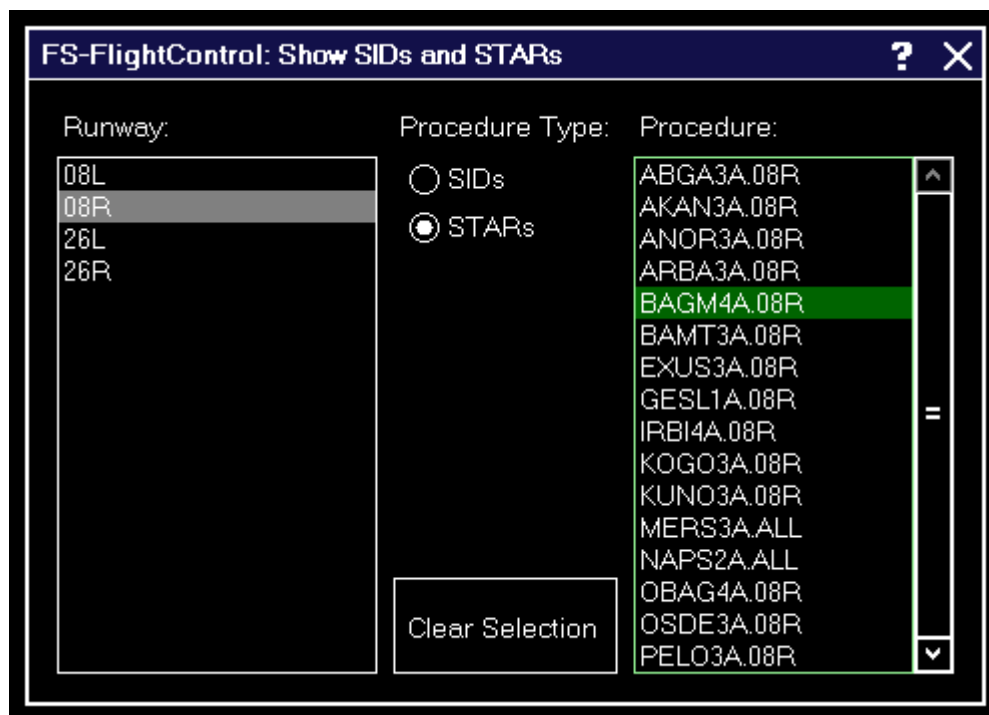 FS-FlightControl: Show SIDs and STARs
?
Runway:
08L
08R
26L
26R
Procedure Type:
SIDs
STARs
Clear Selection
Procedure:
ABGA3A.08R
AKAN3A.08R
ANOR3A.08R
ARBA3A.08R
BAGM4A.08R
BAMT3A.08R
EXUS3A.08R
GESL1A.08R
IRBI4A.08R
KOGO3A.08R
KUNO3A.08R
MERS3A.ALL
NAPS2A.ALL
OBAG4A.08R
OSDE3A.08R
PELO3A.08R